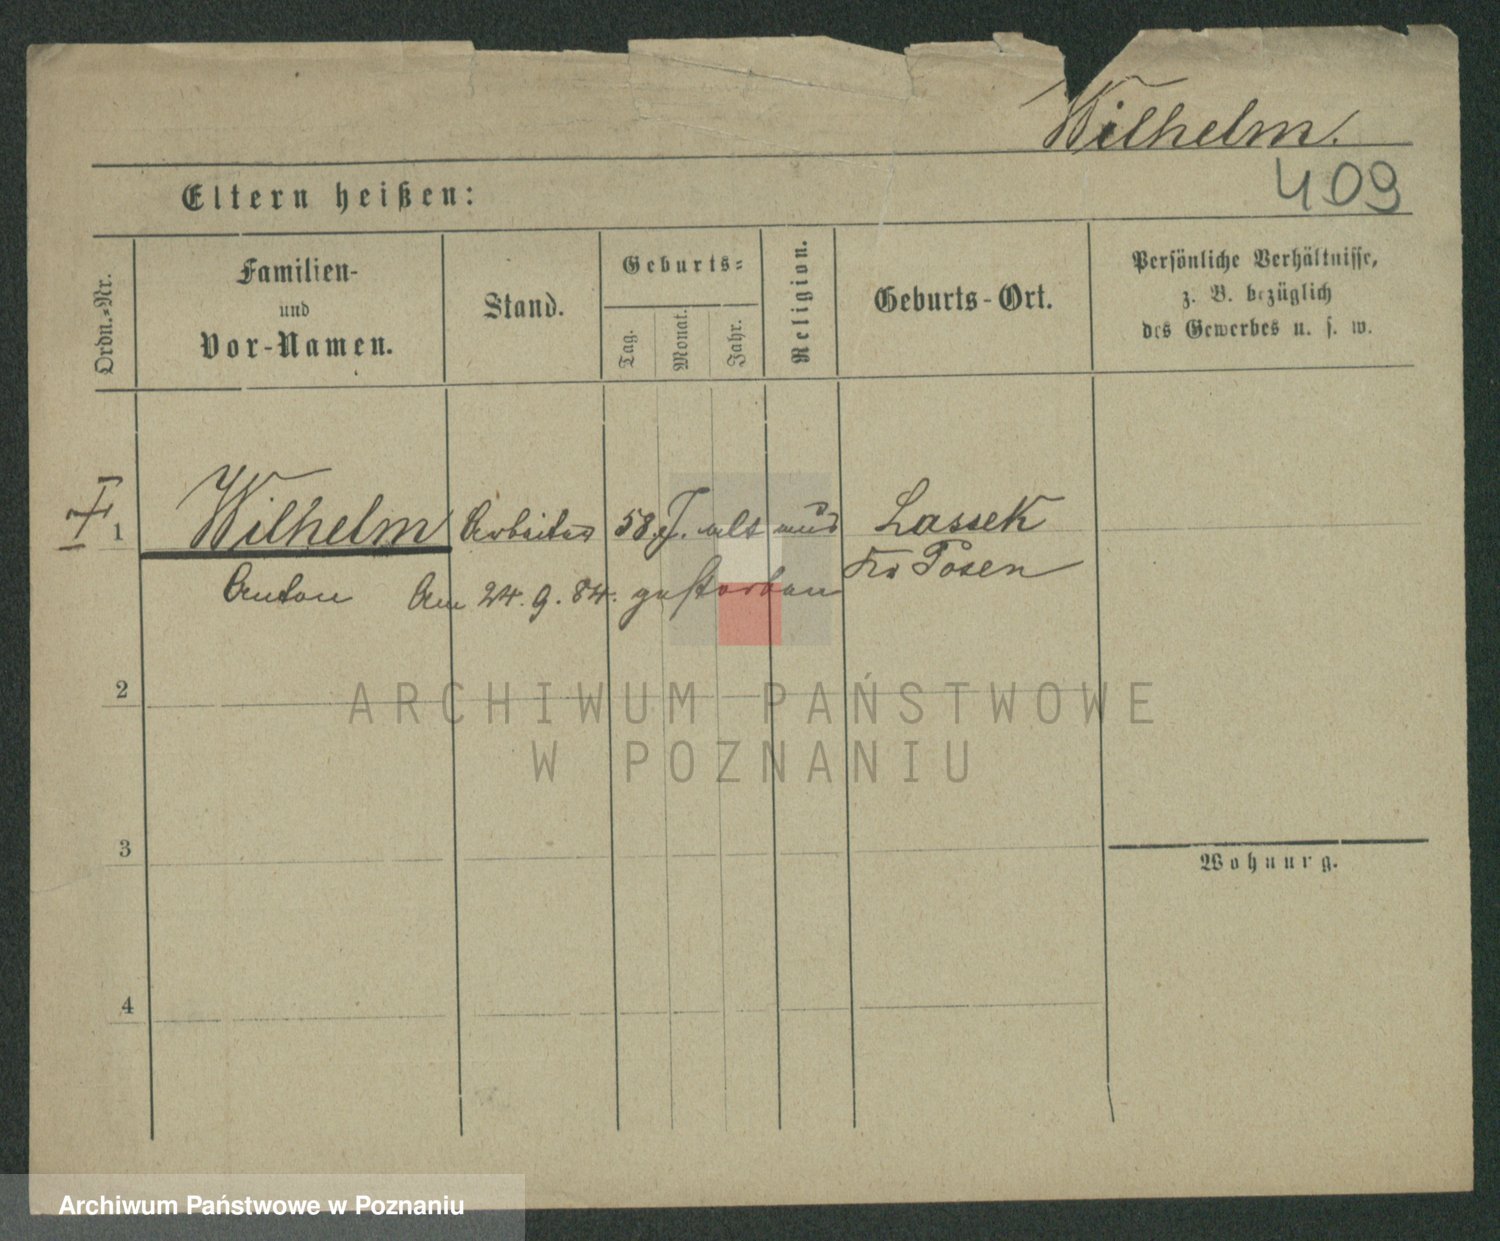 Wilhelm.
409
Eltern heißen:
Ordn.-Nr.
Familien-
und
Vor-Namen.
Stand.
Geburts-
Tag.
Monat.
Jahr.
Religion.
Geburts-Ort.
Persönliche Verhältnisse,
z. B. bezüglich
des Gewerbes u. s. w.
1 Wilhelm Arbeiter 58 J. alt Lassek
Anton Am 24. 9. 84. gestorben Kr Posen
2
ARCHIWUM PAŃSTWOWE
W POZNANIU
3
Wohnung.
4
Archiwum Państwowe w Poznaniu